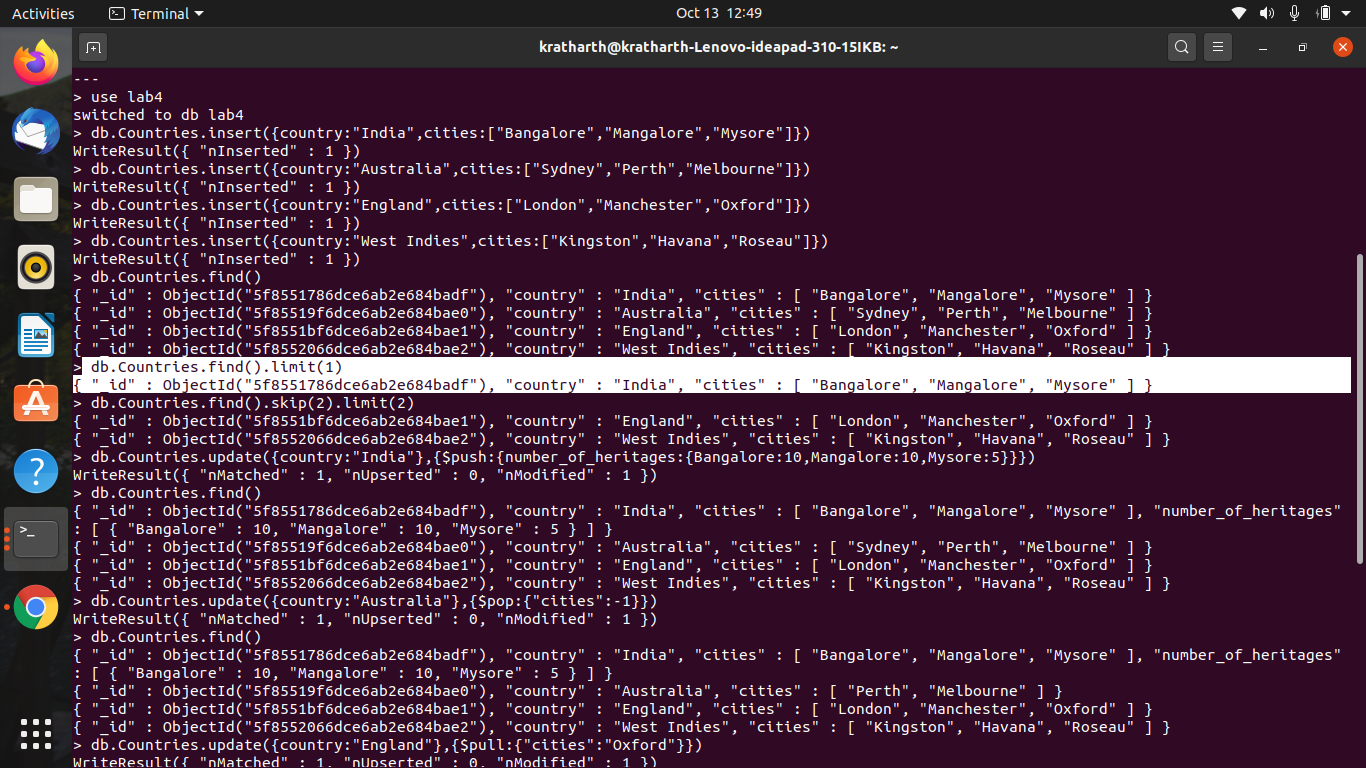 Activities
Terminal
Oct 13 12:49
kratharth@kratharth-Lenovo-ideapad-310-15IKB: ~
---
> use lab4
switched to db lab4
> db.Countries.insert({country:"India",cities:["Bangalore","Mangalore","Mysore"]})
WriteResult({ "nInserted" : 1 })
> db.Countries.insert({country:"Australia",cities:["Sydney","Perth","Melbourne"]})
WriteResult({ "nInserted" : 1 })
> db.Countries.insert({country:"England",cities:["London","Manchester","Oxford"]})
WriteResult({ "nInserted" : 1 })
> db.Countries.insert({country:"West Indies",cities:["Kingston","Havana","Roseau"]})
WriteResult({ "nInserted" : 1 })
> db.Countries.find()
{ "_id" : ObjectId("5f8551786dce6ab2e684badf"), "country" : "India", "cities" : [ "Bangalore", "Mangalore", "Mysore" ] }
{ "_id" : ObjectId("5f85519f6dce6ab2e684bae0"), "country" : "Australia", "cities" : [ "Sydney", "Perth", "Melbourne" ] }
{ "_id" : ObjectId("5f8551bf6dce6ab2e684bae1"), "country" : "England", "cities" : [ "London", "Manchester", "Oxford" ] }
{ "_id" : ObjectId("5f8552066dce6ab2e684bae2"), "country" : "West Indies", "cities" : [ "Kingston", "Havana", "Roseau" ] }
> db.Countries.find().limit(1)
{ "_id" : ObjectId("5f8551786dce6ab2e684badf"), "country" : "India", "cities" : [ "Bangalore", "Mangalore", "Mysore" ] }
> db.Countries.find().skip(2).limit(2)
{ "_id" : ObjectId("5f8551bf6dce6ab2e684bae1"), "country" : "England", "cities" : [ "London", "Manchester", "Oxford" ] }
{ "_id" : ObjectId("5f8552066dce6ab2e684bae2"), "country" : "West Indies", "cities" : [ "Kingston", "Havana", "Roseau" ] }
> db.Countries.update({country:"India"},{$push:{number_of_heritages:{Bangalore:10,Mangalore:10,Mysore:5}}})
WriteResult({ "nMatched" : 1, "nUpserted" : 0, "nModified" : 1 })
> db.Countries.find()
{ "_id" : ObjectId("5f8551786dce6ab2e684badf"), "country" : "India", "cities" : [ "Bangalore", "Mangalore", "Mysore" ], "number_of_heritages"
: [ { "Bangalore" : 10, "Mangalore" : 10, "Mysore" : 5 } ] }
{ "_id" : ObjectId("5f85519f6dce6ab2e684bae0"), "country" : "Australia", "cities" : [ "Sydney", "Perth", "Melbourne" ] }
{ "_id" : ObjectId("5f8551bf6dce6ab2e684bae1"), "country" : "England", "cities" : [ "London", "Manchester", "Oxford" ] }
{ "_id" : ObjectId("5f8552066dce6ab2e684bae2"), "country" : "West Indies", "cities" : [ "Kingston", "Havana", "Roseau" ] }
> db.Countries.update({country:"Australia"},{$pop:{"cities":-1}})
WriteResult({ "nMatched" : 1, "nUpserted" : 0, "nModified" : 1 })
> db.Countries.find()
{ "_id" : ObjectId("5f8551786dce6ab2e684badf"), "country" : "India", "cities" : [ "Bangalore", "Mangalore", "Mysore" ], "number_of_heritages"
: [ { "Bangalore" : 10, "Mangalore" : 10, "Mysore" : 5 } ] }
{ "_id" : ObjectId("5f85519f6dce6ab2e684bae0"), "country" : "Australia", "cities" : [ "Perth", "Melbourne" ] }
{ "_id" : ObjectId("5f8551bf6dce6ab2e684bae1"), "country" : "England", "cities" : [ "London", "Manchester", "Oxford" ] }
{ "_id" : ObjectId("5f8552066dce6ab2e684bae2"), "country" : "West Indies", "cities" : [ "Kingston", "Havana", "Roseau" ] }
> db.Countries.update({country:"England"},{$pull:{"cities":"Oxford"}})
WriteResult({ "nMatched" : 1, "nUpserted" : 0, "nModified" : 1 })